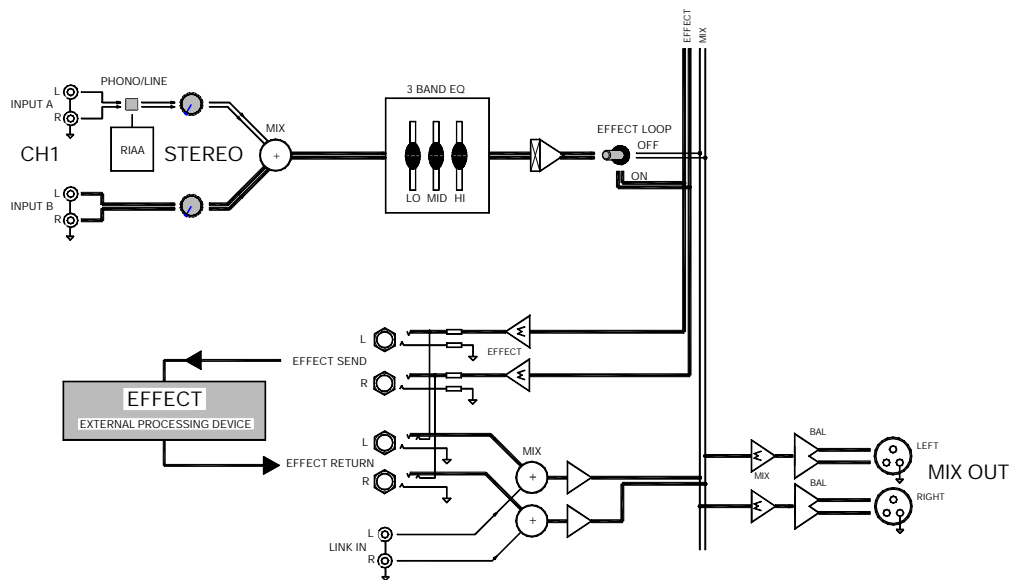 EFFECT
MIX
PHONO/LINE
L
INPUT A
R
RIAA
CH1
STEREO
MIX
+
3 BAND EQ
LO MID HI
EFFECT LOOP
OFF
ON
L
INPUT B
R
L
EFFECT
EFFECT SEND
R
EFFECT
EXTERNAL PROCESSING DEVICE
L
EFFECT RETURN
R
MIX
+
+
L
LINK IN
R
BAL
LEFT
MIX
MIX OUT
BAL
RIGHT